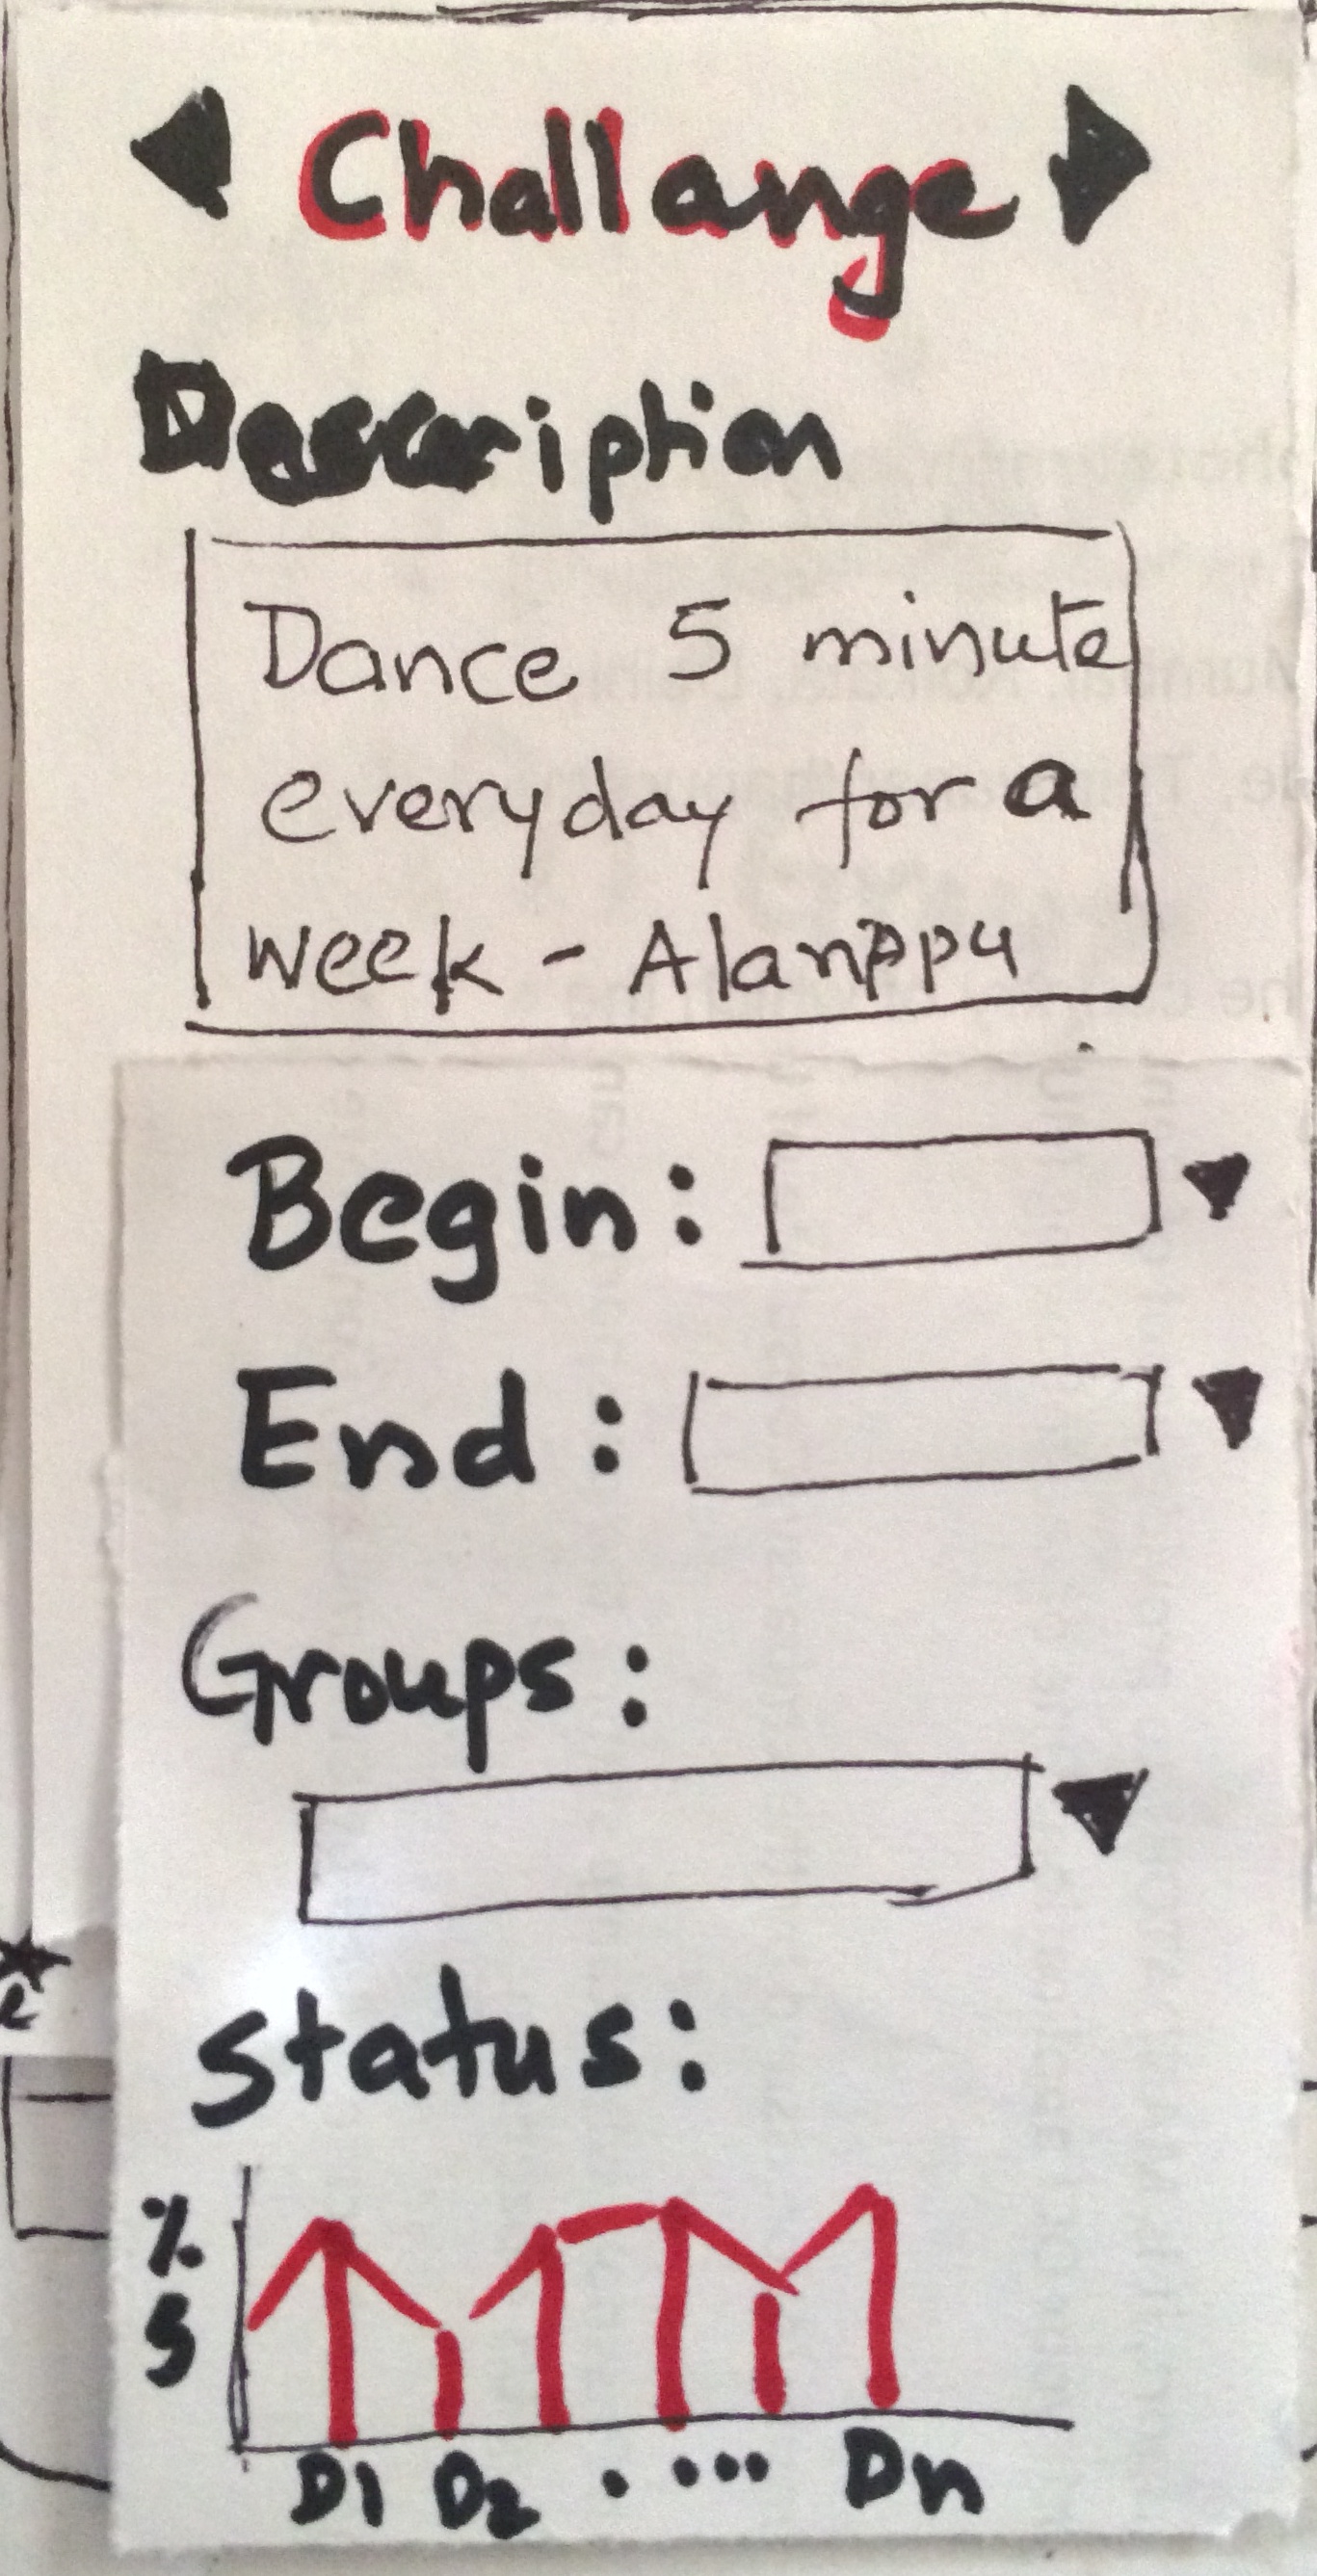 Challange
Description
Dance 5 minute
everyday for a
week - Alanppu
Begin:
End:
Groups:
Status:
%
S
D1 D2 . ... Dn